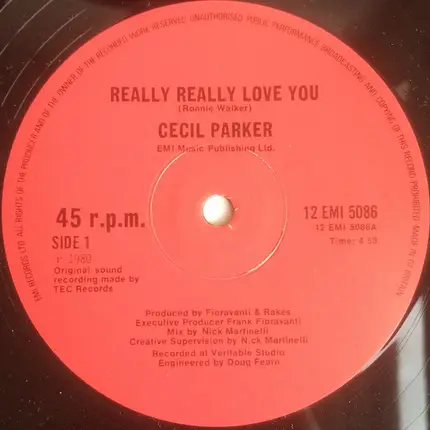 EMI RECORDS LTD ALL RIGHTS OF THE PRODUCER AND OF THE OWNER OF THE RECORDED WORK RESERVED UNAUTHORISED PUBLIC PERFORMANCE BROADCASTING AND COPYING OF THIS RECORD PROHIBITED MADE IN GT BRITAIN
REALLY REALLY LOVE YOU
(Ronnie Walker)
CECIL PARKER
EMI Music Publishing Ltd.
45 r.p.m.
12 EMI 5086
SIDE 1
12 EMI 5086A
Time: 4 58
℗ 1980
Original sound
recording made by
TEC Records
Produced by Fioravanti & Rakes
Executive Producer Frank Fioravanti
Mix by Nick Martinelli
Creative Supervision by Nick Martinelli
Recorded at Veritable Studio
Engineered by Doug Fearn